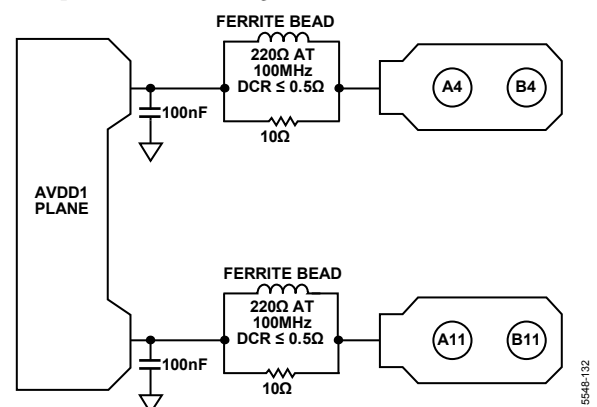 FERRITE BEAD
220Ω AT
100MHz
DCR ≤ 0.5Ω
10Ω
100nF
A4
B4
AVDD1
PLANE
FERRITE BEAD
220Ω AT
100MHz
DCR ≤ 0.5Ω
10Ω
100nF
A11
B11
5548-132